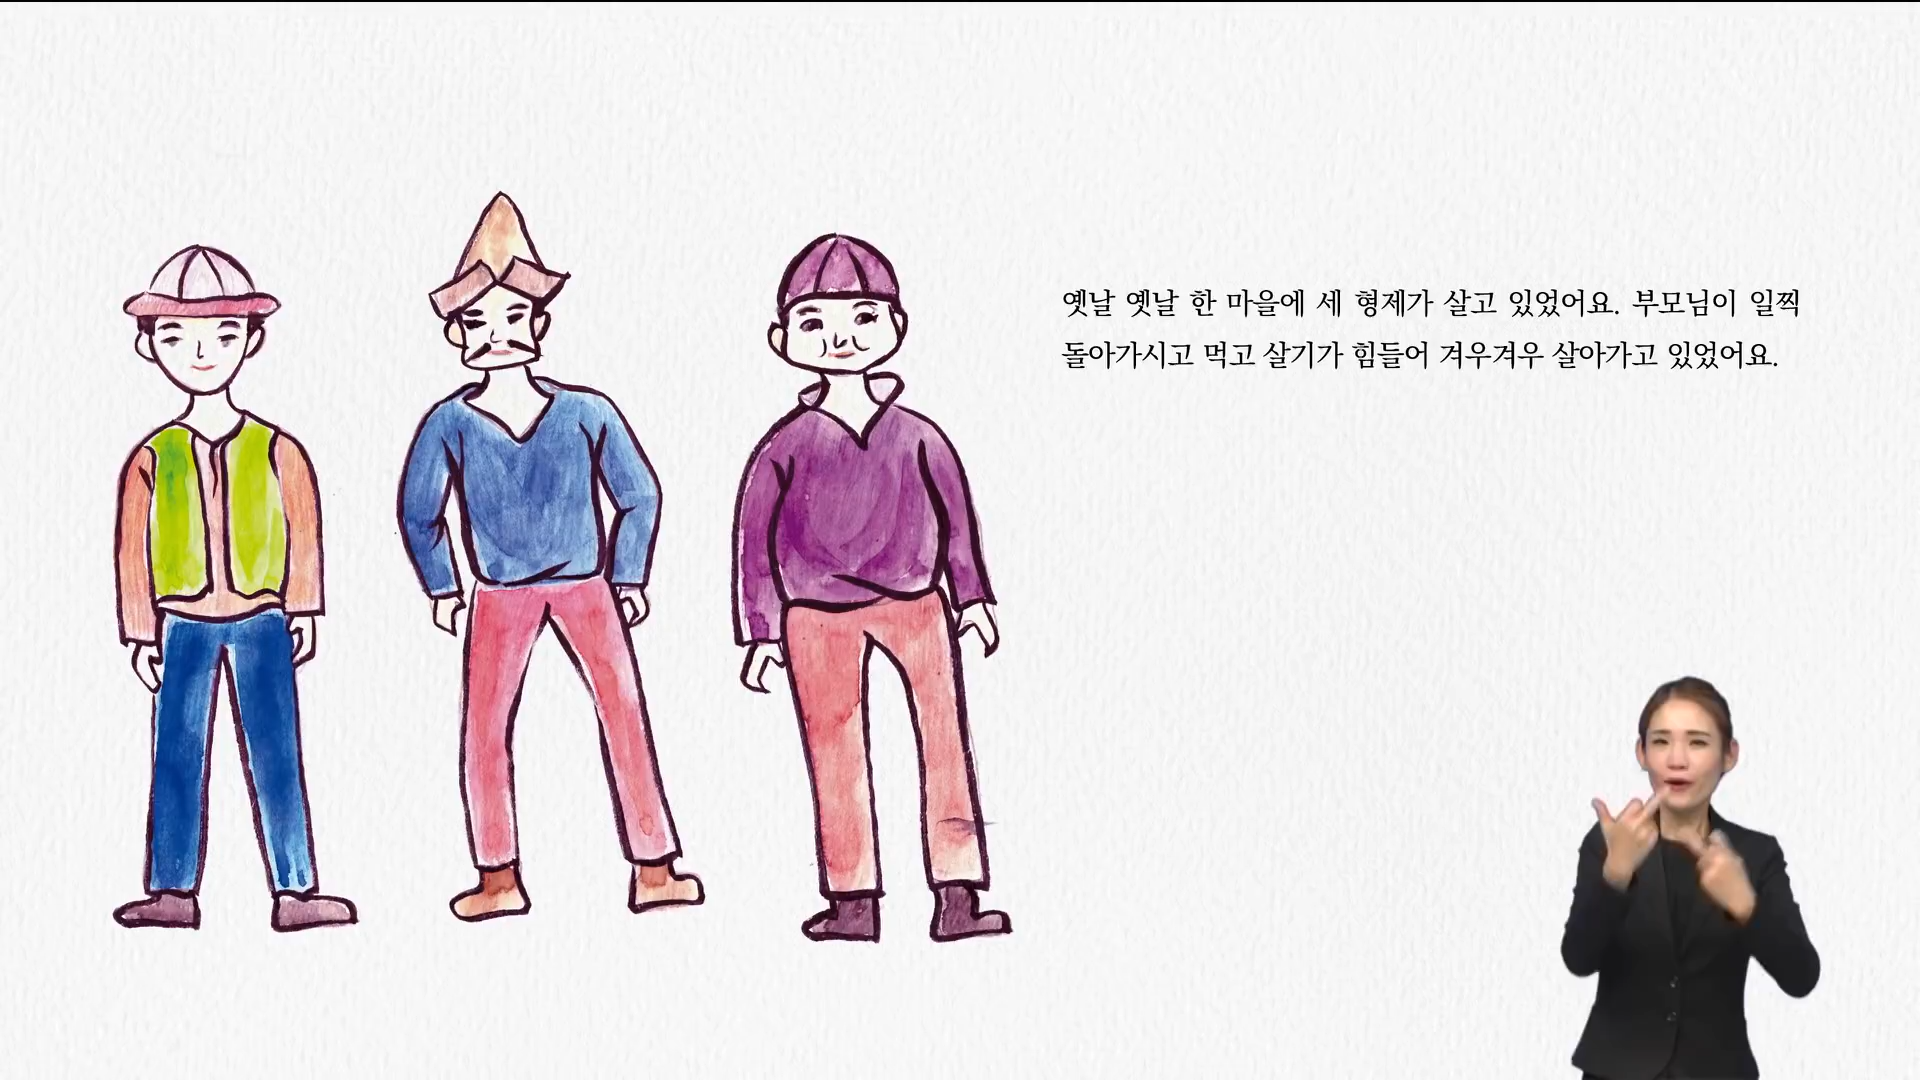 옛날 옛날 한 마을에 세 형제가 살고 있었어요. 부모님이 일찍
돌아가시고 먹고 살기가 힘들어 겨우겨우 살아가고 있었어요.